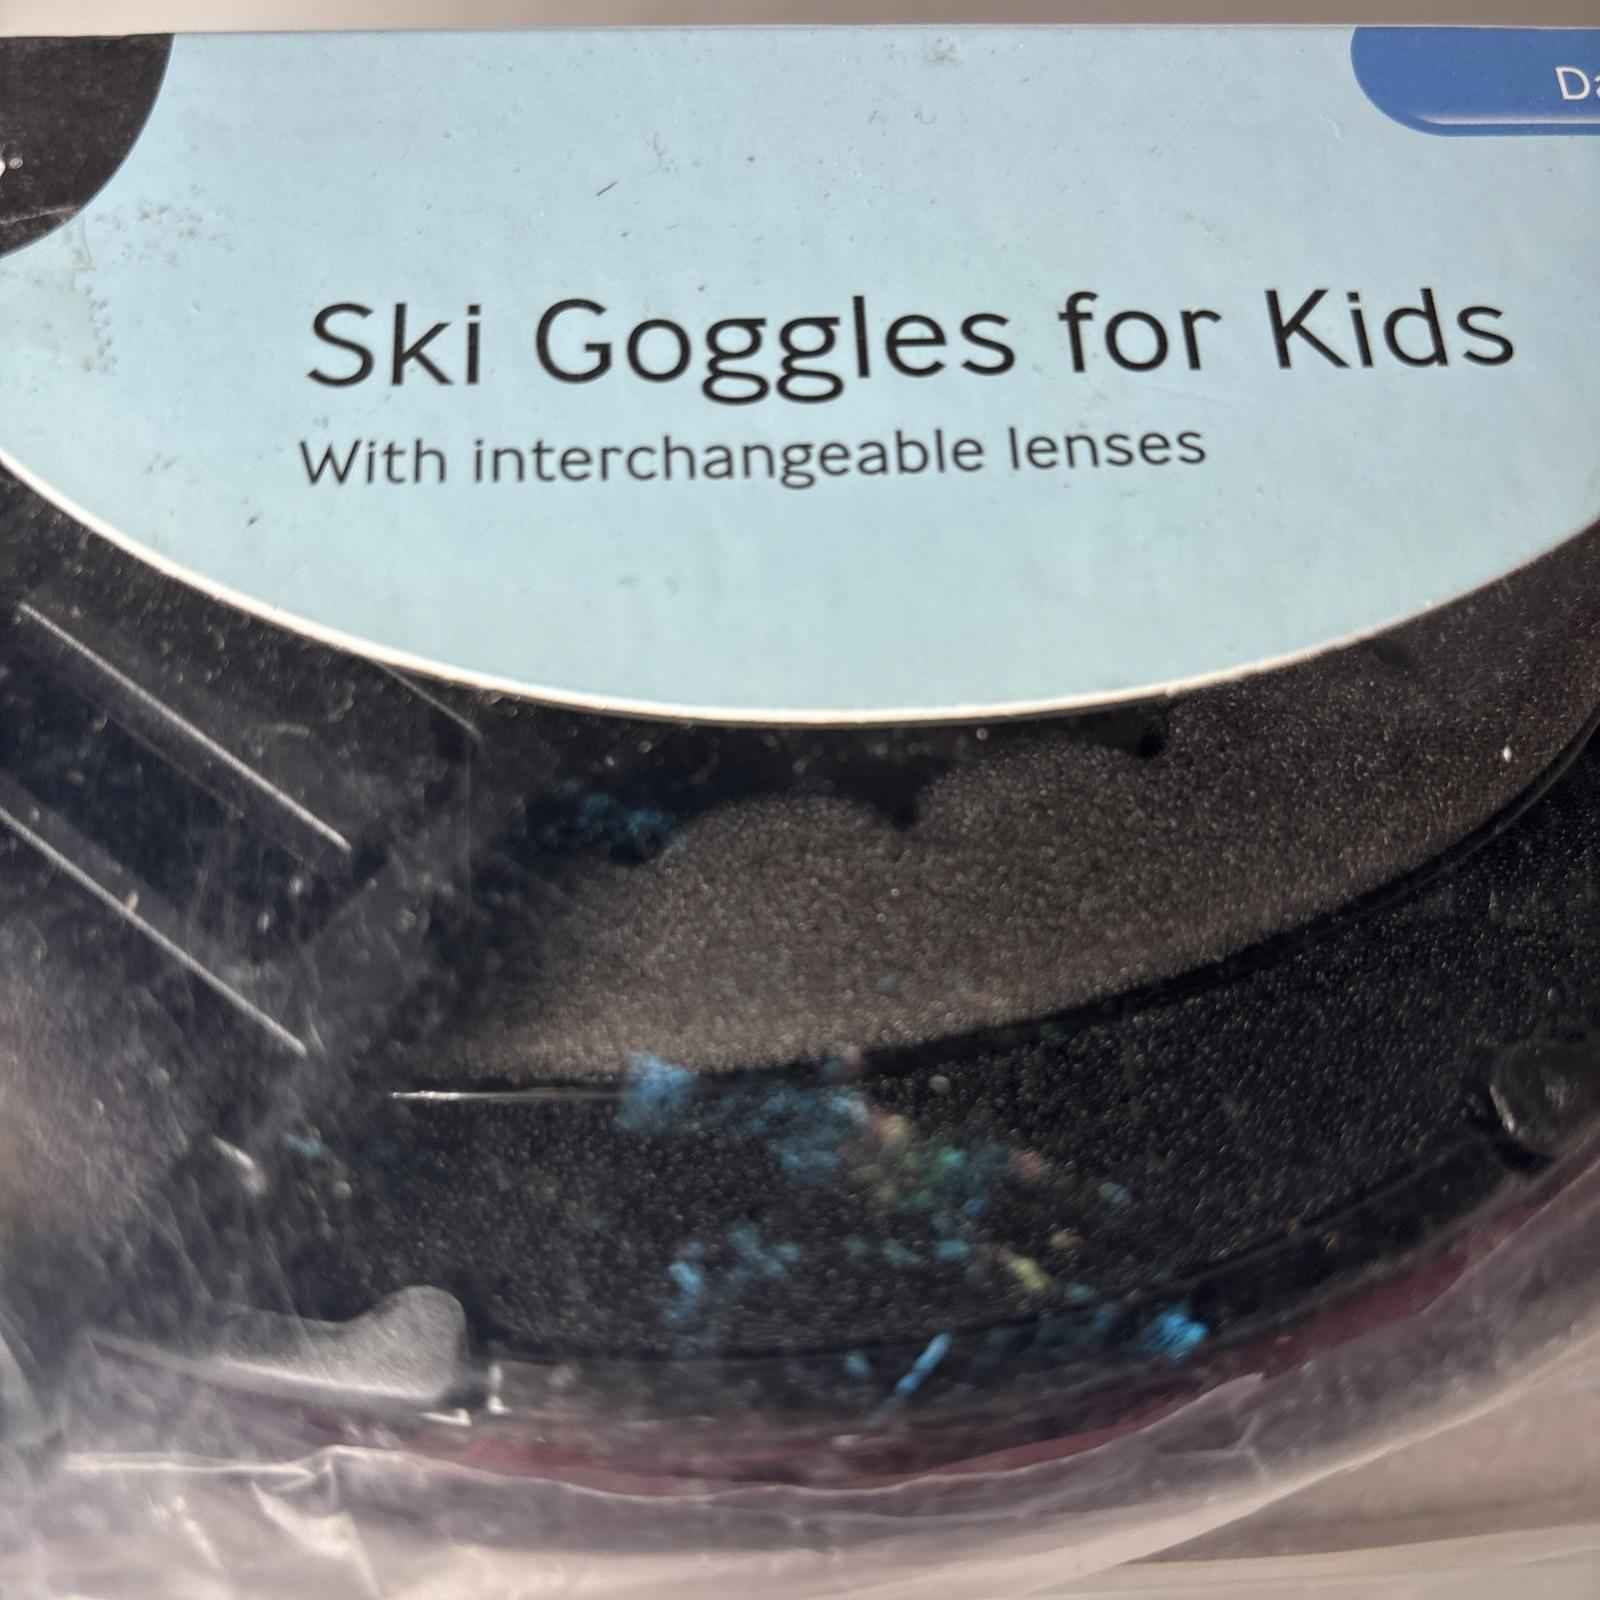 Ski Goggles for Kids
With interchangeable lenses